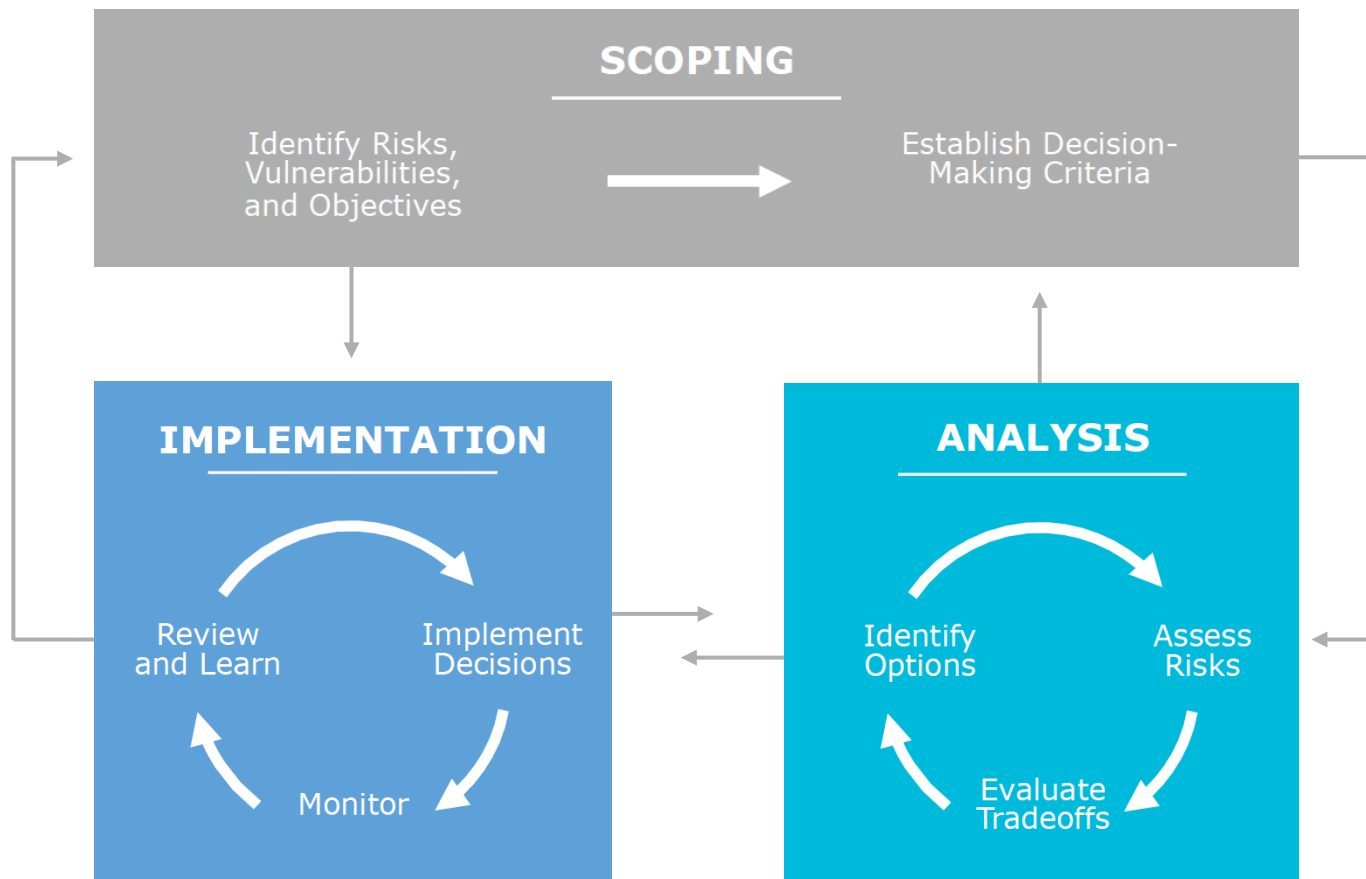 SCOPING
Identify Risks,
Vulnerabilities,
and Objectives
Establish Decision-
Making Criteria
IMPLEMENTATION
Review
and Learn
Implement
Decisions
Monitor
ANALYSIS
Identify
Options
Assess
Risks
Evaluate
Tradeoffs